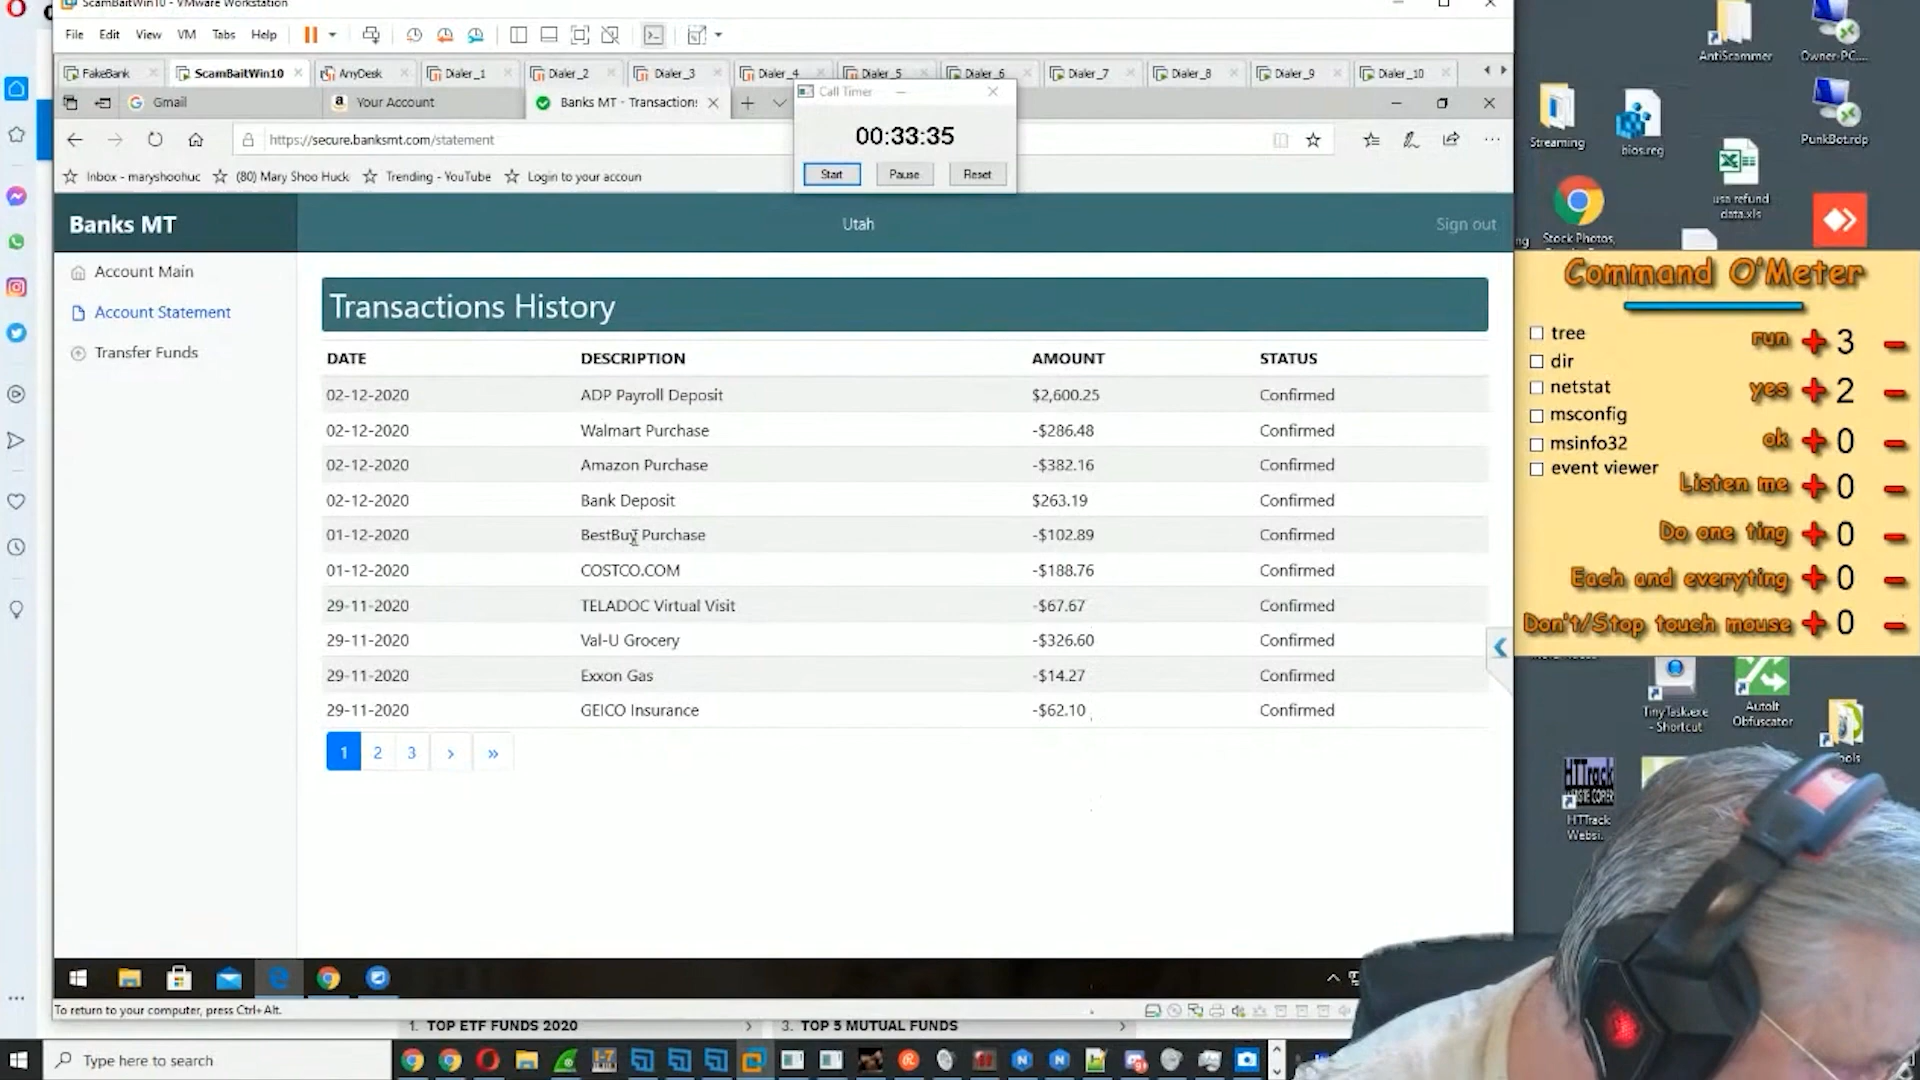 ScamBaitWin10 - VMware Workstation
File Edit View VM Tabs Help
FakeBank ScamBaitWin10 AnyDesk Dialer_1 Dialer_2 Dialer_3 Dialer_4 Dialer_5 Dialer_6 Dialer_7 Dialer_8 Dialer_9 Dialer_10
Gmail Your Account Banks MT - Transaction:
Call Timer
00:33:35
Start Pause Reset
https://secure.banksmt.com/statement
Inbox - maryshoohuc (80) Mary Shoo Huck Trending - YouTube Login to your accoun
Banks MT Utah Sign out
Account Main
Account Statement
Transfer Funds
Transactions History
DATE DESCRIPTION AMOUNT STATUS
02-12-2020 ADP Payroll Deposit $2,600.25 Confirmed
02-12-2020 Walmart Purchase -$286.48 Confirmed
02-12-2020 Amazon Purchase -$382.16 Confirmed
02-12-2020 Bank Deposit $263.19 Confirmed
01-12-2020 BestBuy Purchase -$102.89 Confirmed
01-12-2020 COSTCO.COM -$188.76 Confirmed
29-11-2020 TELADOC Virtual Visit -$67.67 Confirmed
29-11-2020 Val-U Grocery -$326.60 Confirmed
29-11-2020 Exxon Gas -$14.27 Confirmed
29-11-2020 GEICO Insurance -$62.10 Confirmed
1 2 3 › »
To return to your computer, press Ctrl+Alt.
1. TOP ETF FUNDS 2020 3. TOP 5 MUTUAL FUNDS
Type here to search
AntiScammer
Owner-PC....
Streaming
bios.reg
PunkBot.rdp
usa refund
data.xls
ng
Stock Photos,
Command O'Meter
tree
dir
netstat
msconfig
msinfo32
event viewer
run + 3 -
yes + 2 -
ok + 0 -
Listen me + 0 -
Do one ting + 0 -
Each and everyting + 0 -
Don't/Stop touch mouse + 0 -
TinyTask.exe
- Shortcut
AutoIt
Obfuscator
ools
HTTrack
WEBSITE COPIER
HTTrack
Websi...